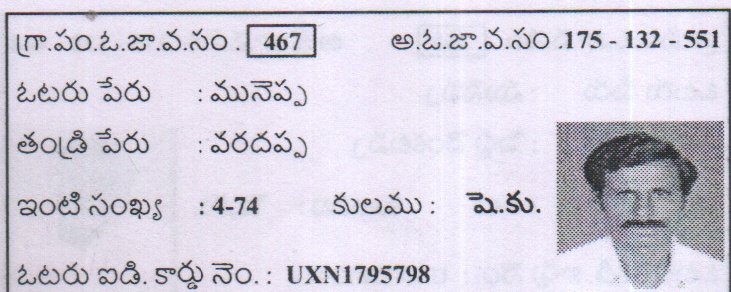 గ్రా.పం.ఓ.జా.వ.సం. 467 అ.ఓ.జా.వ.సం .175 - 132 - 551
ఓటరు పేరు : మునెప్ప
తండ్రి పేరు : వరదప్ప
ఇంటి సంఖ్య : 4-74 కులము : షె.కు.
ఓటరు ఐడి. కార్డు నెం. : UXN1795798